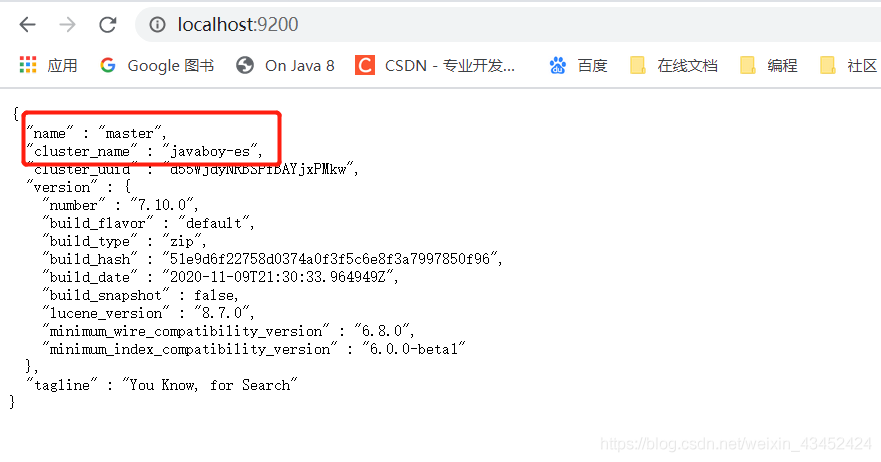 localhost:9200
应用 Google 图书 On Java 8 CSDN - 专业开发... 百度 在线文档 编程 社区
{
"name" : "master",
"cluster_name" : "javaboy-es",
"cluster_uuid" : "d55WjdyNRBSPfBAYjxPMkw",
"version" : {
"number" : "7.10.0",
"build_flavor" : "default",
"build_type" : "zip",
"build_hash" : "51e9d6f22758d0374a0f3f5c6e8f3a7997850f96",
"build_date" : "2020-11-09T21:30:33.964949Z",
"build_snapshot" : false,
"lucene_version" : "8.7.0",
"minimum_wire_compatibility_version" : "6.8.0",
"minimum_index_compatibility_version" : "6.0.0-beta1"
},
"tagline" : "You Know, for Search"
}
https://blog.csdn.net/weixin_43452424